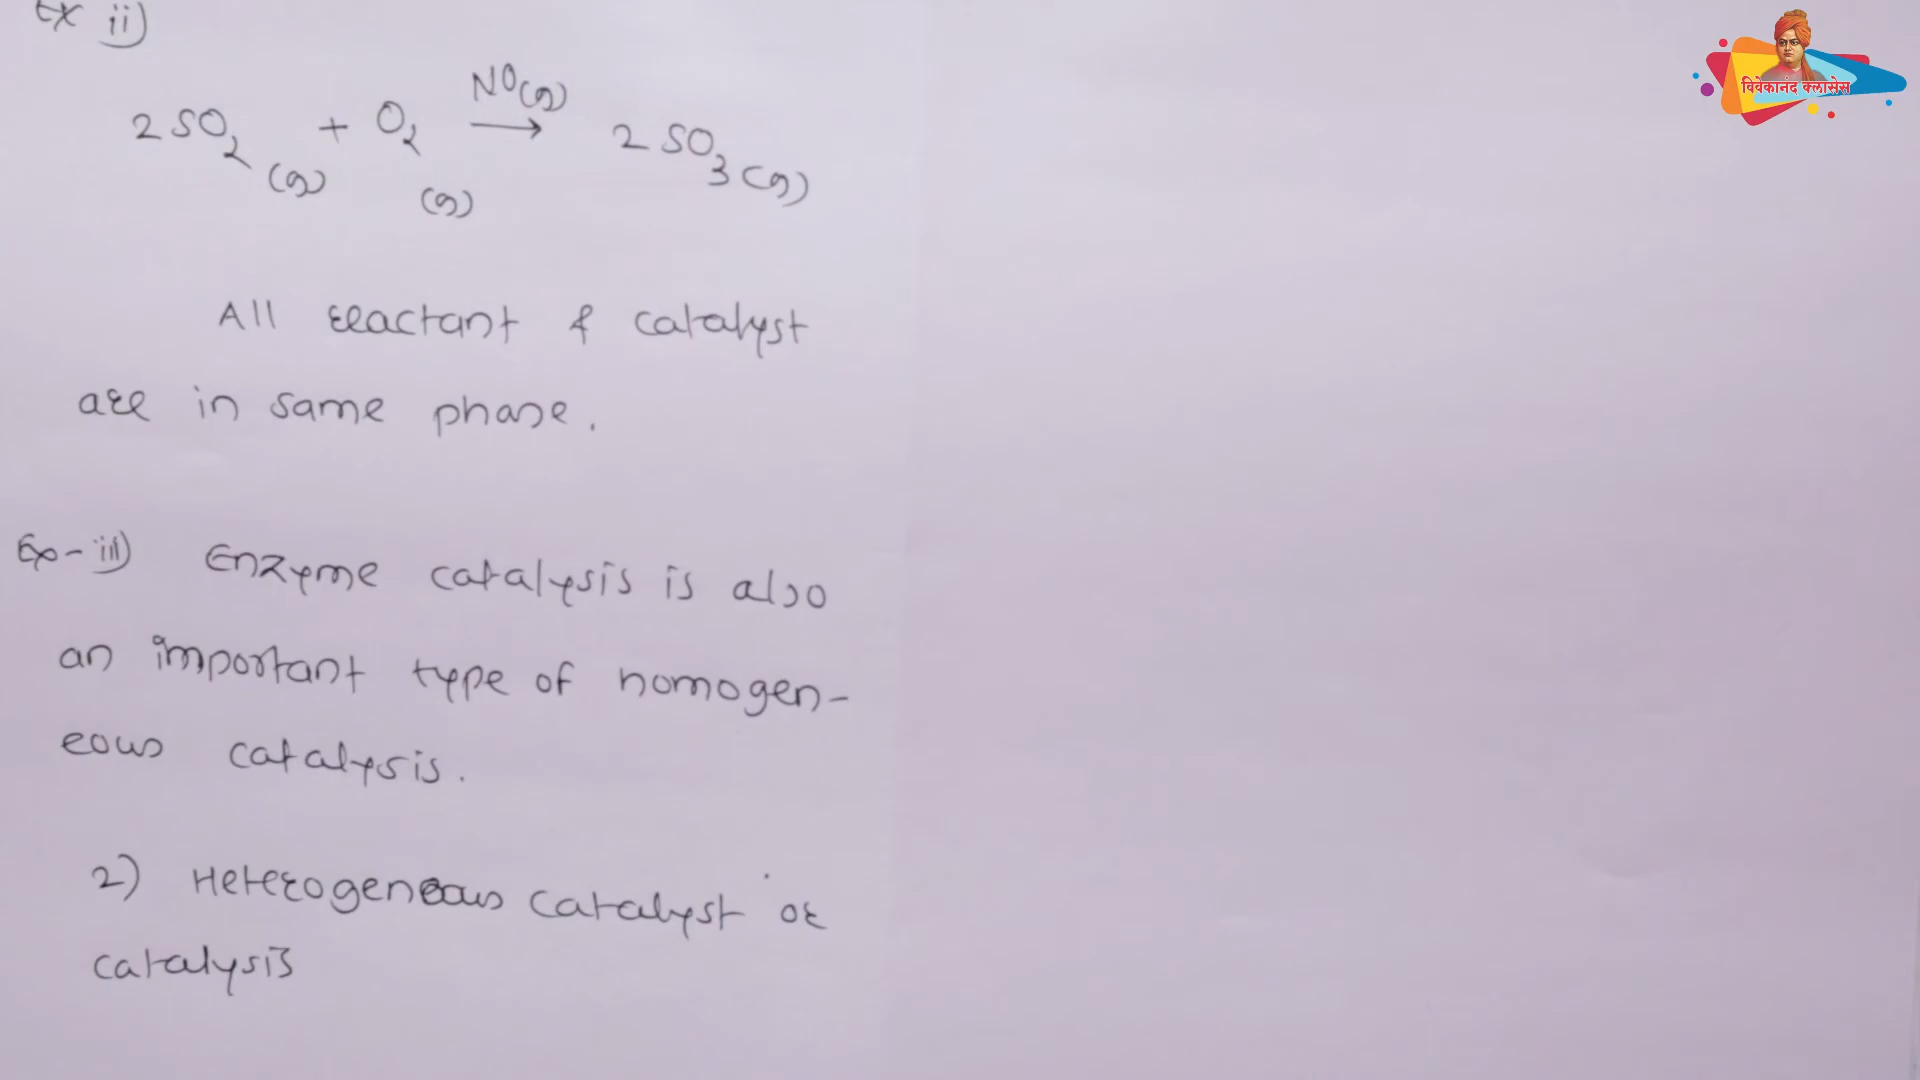 Ex ii)
2SO₂(g) + O₂(g) →[NO(g)] 2SO₃(g)
All reactant & catalyst
are in same phase.
Ex-iii) Enzyme catalysis is also
an important type of homogen-
eous catalysis.
2) Heterogeneous catalyst or
catalysis
विवेकानंद क्लासेस